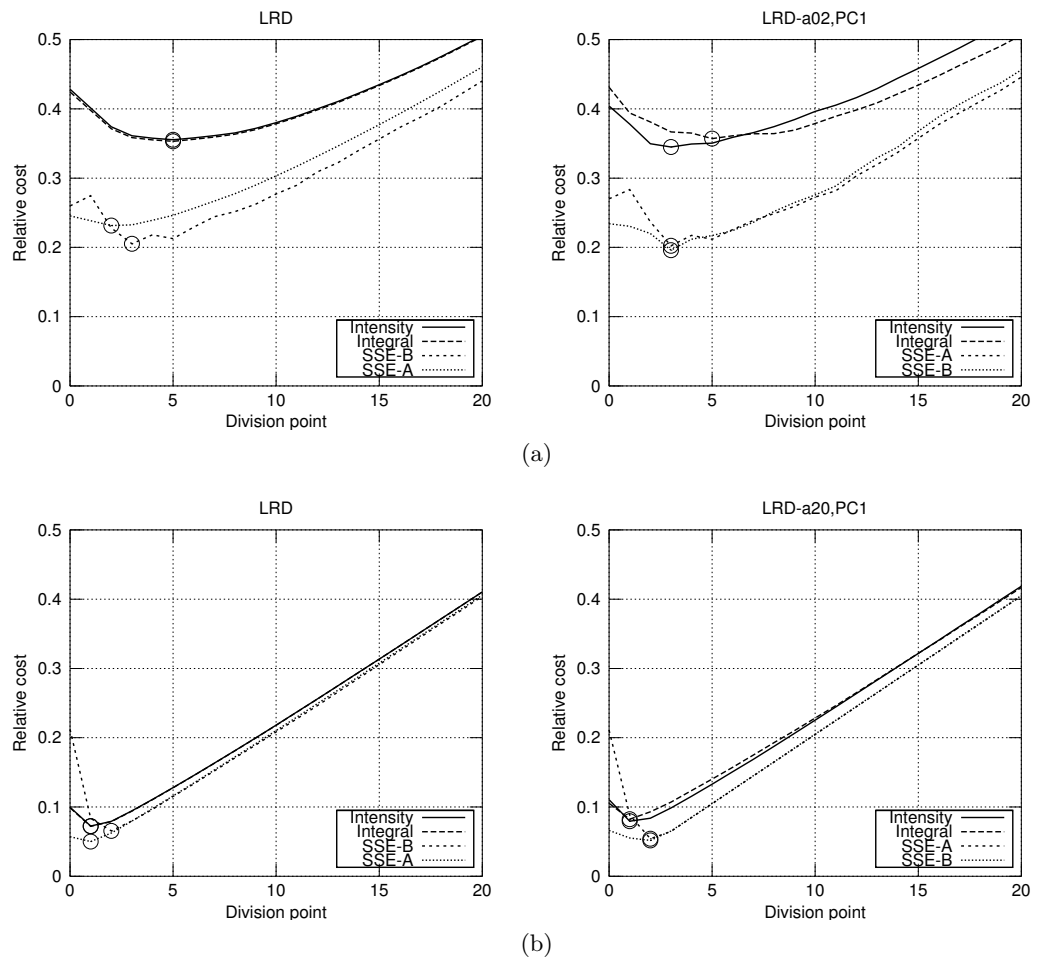 LRD
0.5
0.4
0.3
0.2
0.1
0
Relative cost
0 5 10 15 20
Division point
Intensity
Integral
SSE-B
SSE-A
LRD-a02,PC1
0.5
0.4
0.3
0.2
0.1
0
Relative cost
0 5 10 15 20
Division point
Intensity
Integral
SSE-A
SSE-B
(a)
LRD
0.5
0.4
0.3
0.2
0.1
0
Relative cost
0 5 10 15 20
Division point
Intensity
Integral
SSE-B
SSE-A
LRD-a20,PC1
0.5
0.4
0.3
0.2
0.1
0
Relative cost
0 5 10 15 20
Division point
Intensity
Integral
SSE-A
SSE-B
(b)